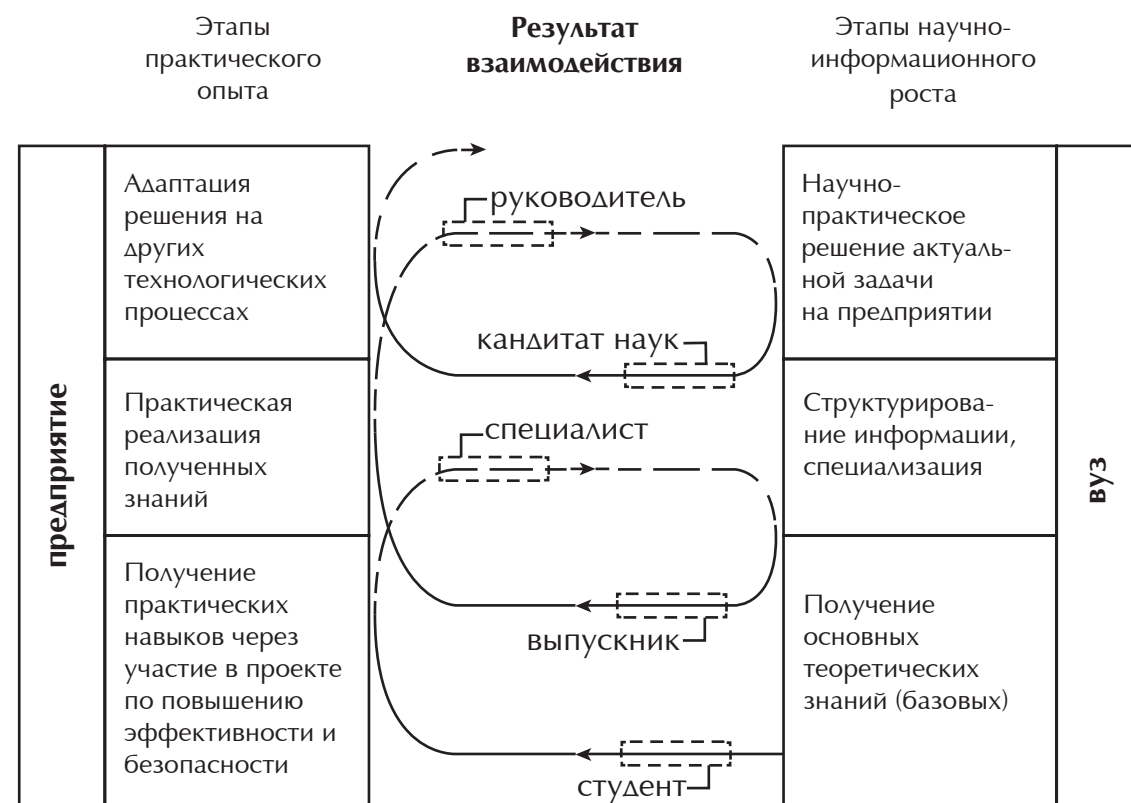 Этапы
практического
опыта
Результат
взаимодействия
Этапы научно-
информационного
роста
предприятие
Адаптация
решения на
других
технологических
процессах
Практическая
реализация
полученных
знаний
Получение
практических
навыков через
участие в проекте
по повышению
эффективности и
безопасности
руководитель
кандитат наук
специалист
выпускник
студент
Научно-
практическое
решение актуаль-
ной задачи
на предприятии
Структурирова-
ние информации,
специализация
Получение
основных
теоретических
знаний (базовых)
вуз